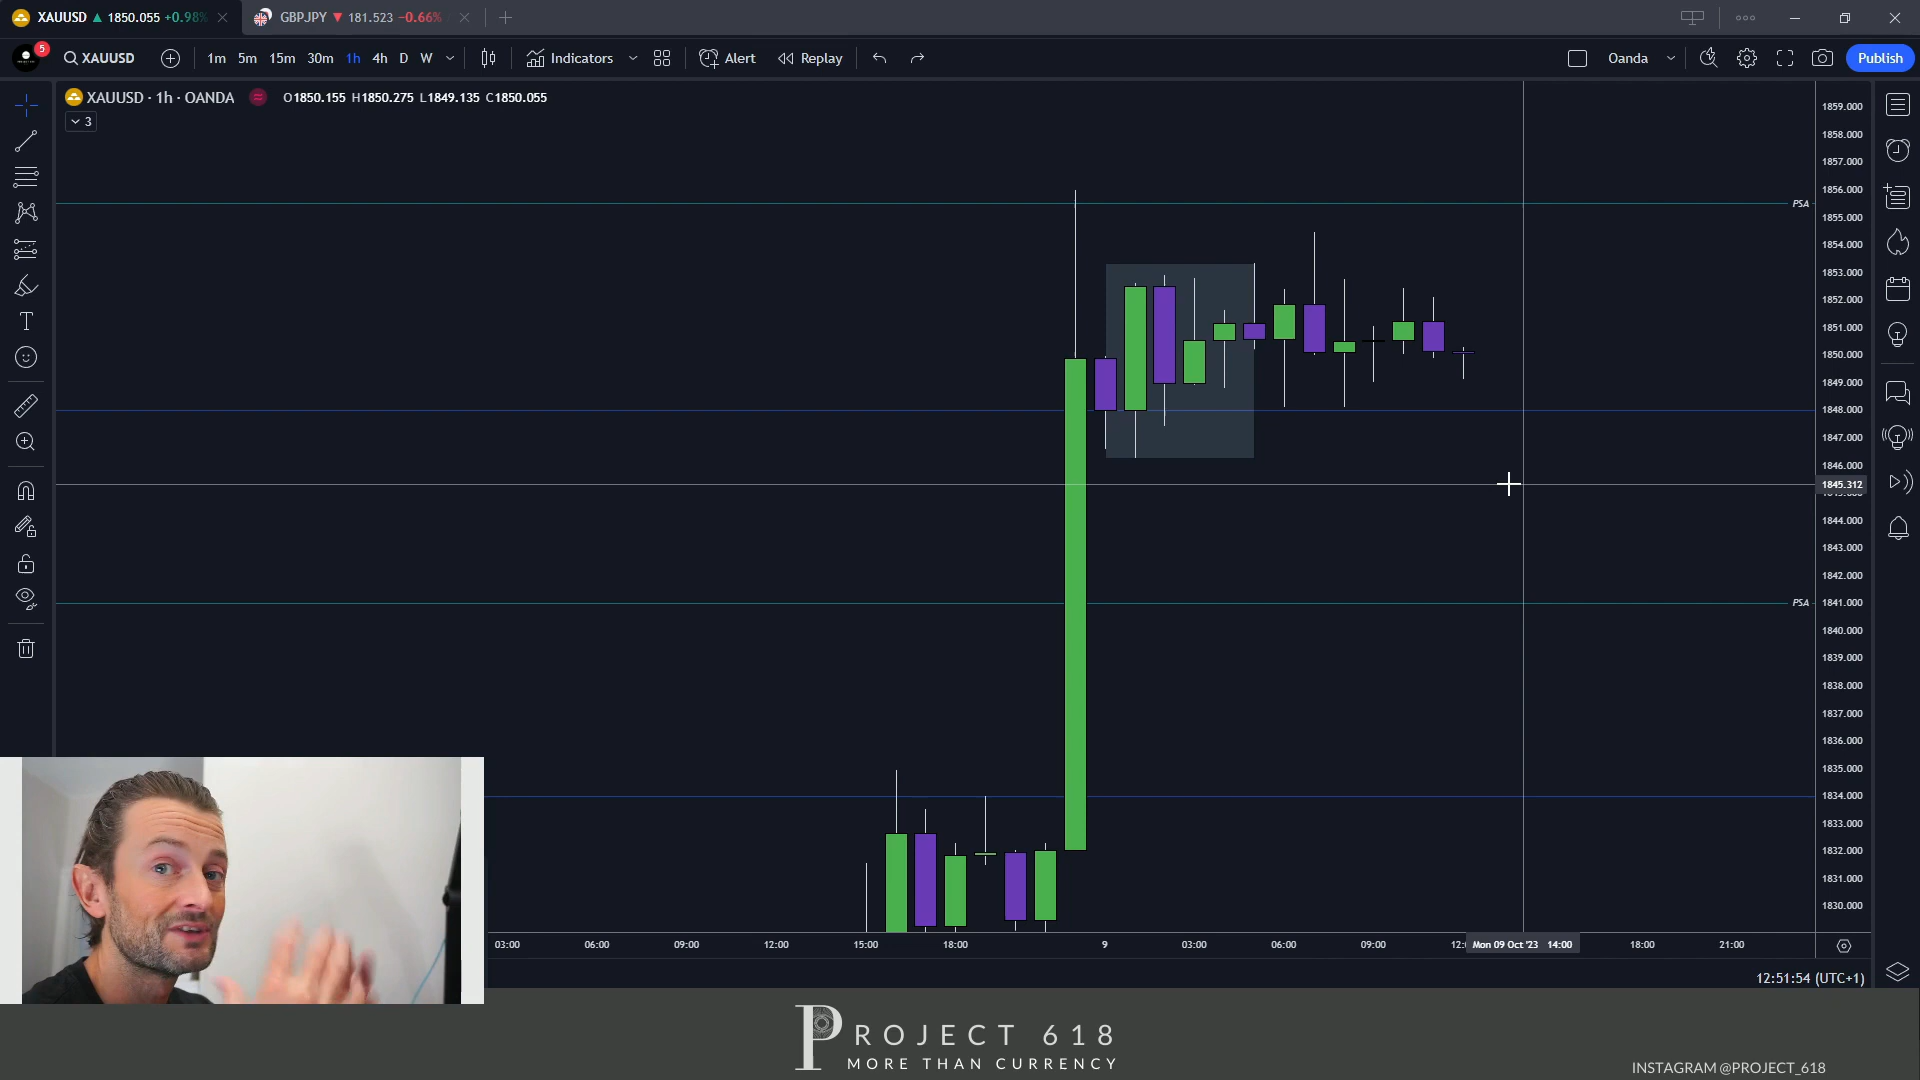 XAUUSD ▲ 1850.055 +0.98%
GBPJPY ▼ 181.523 −0.66%
5
XAUUSD
1m 5m 15m 30m 1h 4h D W
Indicators
Alert
Replay
Oanda
Publish
XAUUSD · 1h · OANDA
O1850.155 H1850.275 L1849.135 C1850.055
3
1859.000
1858.000
1857.000
1856.000
PSA
1855.000
1854.000
1853.000
1852.000
1851.000
1850.000
1849.000
1848.000
1847.000
1846.000
1845.312
1844.000
1843.000
1842.000
PSA
1841.000
1840.000
1839.000
1838.000
1837.000
1836.000
1835.000
1834.000
1833.000
1832.000
1831.000
1830.000
03:00 06:00 09:00 12:00 15:00 18:00 9 03:00 06:00 09:00 12: Mon 09 Oct '23 14:00 18:00 21:00
12:51:54 (UTC+1)
PROJECT 618
MORE THAN CURRENCY
INSTAGRAM @PROJECT_618